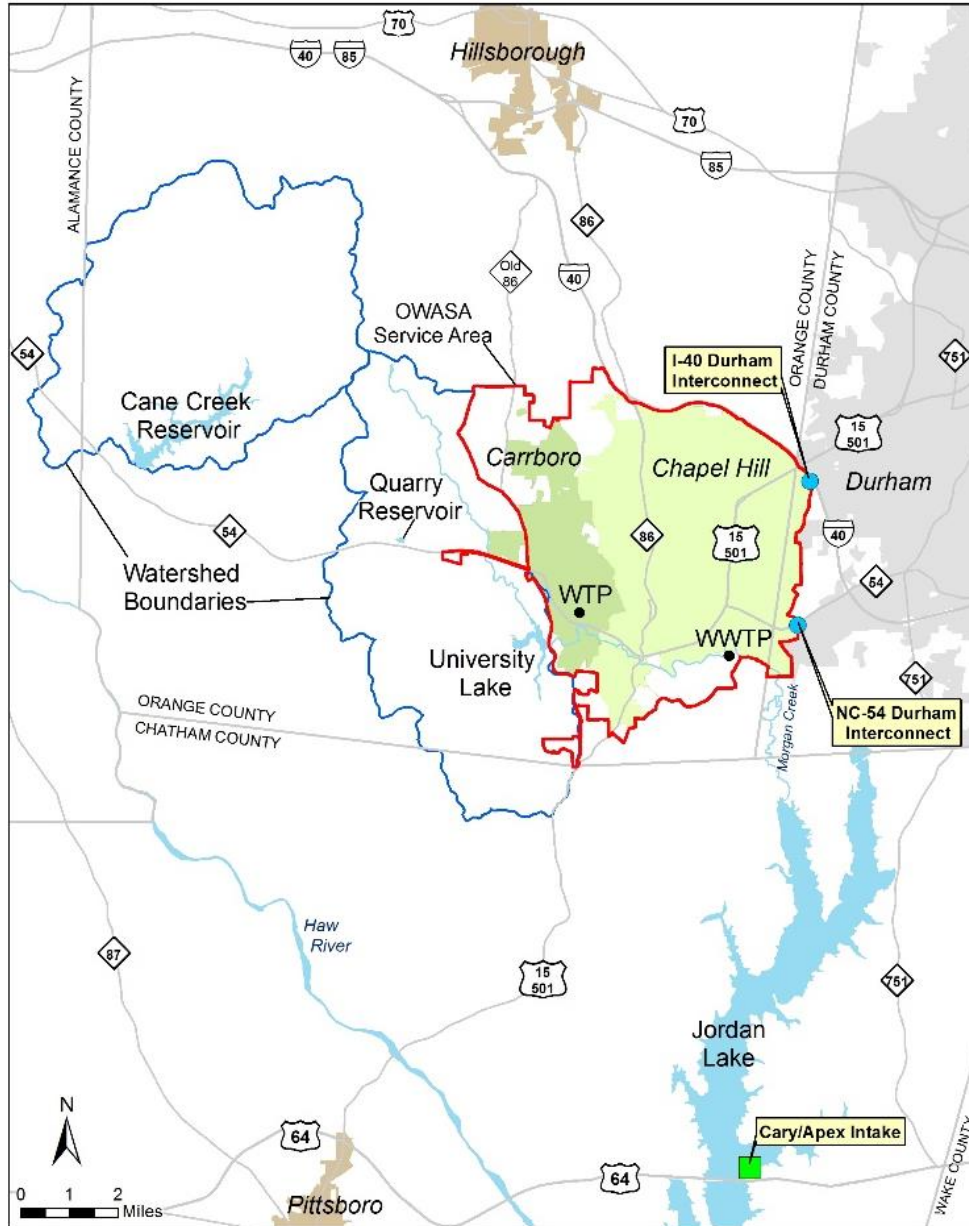 70
Hillsborough
40
85
ALAMANCE COUNTY
70
85
86
Old
86
40
ORANGE COUNTY
DURHAM COUNTY
OWASA
Service Area
54
I-40 Durham
Interconnect
751
Cane Creek
Reservoir
15
501
Carrboro
Chapel Hill
Durham
Quarry
Reservoir
54
86
15
501
40
Watershed
Boundaries
WTP
54
WWTP
University
Lake
751
ORANGE COUNTY
CHATHAM COUNTY
NC-54 Durham
Interconnect
Morgan Creek
Haw
River
87
15
501
751
Jordan
Lake
N
64
Cary/Apex Intake
64
WAKE COUNTY
0 1 2
Miles
Pittsboro